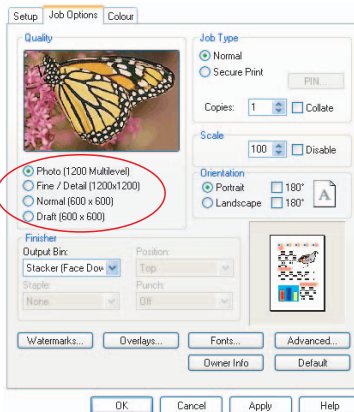 Setup Job Options Colour
Quality
Photo (1200 Multilevel)
Fine / Detail (1200x1200)
Normal (600 x 600)
Draft (600 x 600)
Job Type
Normal
Secure Print
PIN...
Copies: 1 Collate
Scale
100 Disable
Orientation
Portrait 180°
Landscape 180°
A
Finisher
Output Bin: Position:
Stacker (Face Dow Top
Staple: Punch:
None Off
Watermarks... Overlays... Fonts... Advanced...
Owner Info Default
OK Cancel Apply Help